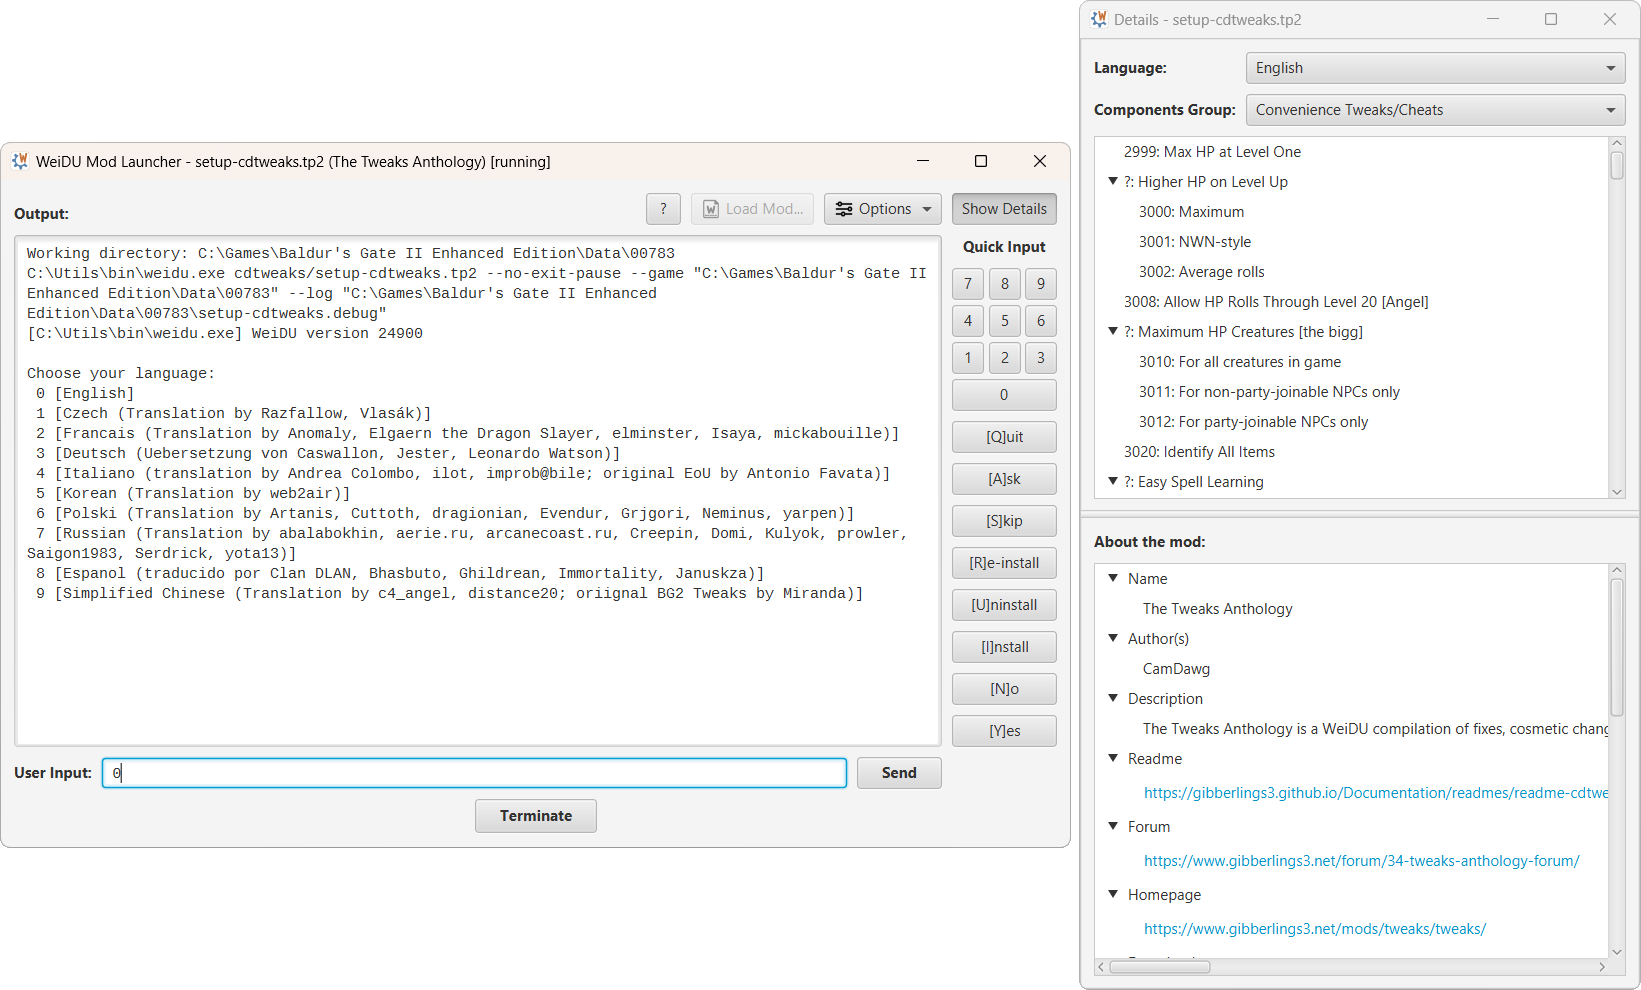 WeiDU Mod Launcher - setup-cdtweaks.tp2 (The Tweaks Anthology) [running]
Output:
?
Load Mod...
Options
Show Details
Working directory: C:\Games\Baldur's Gate II Enhanced Edition\Data\00783
C:\Utils\bin\weidu.exe cdtweaks/setup-cdtweaks.tp2 --no-exit-pause --game "C:\Games\Baldur's Gate II
Enhanced Edition\Data\00783" --log "C:\Games\Baldur's Gate II Enhanced
Edition\Data\00783\setup-cdtweaks.debug"
[C:\Utils\bin\weidu.exe] WeiDU version 24900
Choose your language:
0 [English]
1 [Czech (Translation by Razfallow, Vlasák)]
2 [Francais (Translation by Anomaly, Elgaern the Dragon Slayer, elminster, Isaya, mickabouille)]
3 [Deutsch (Uebersetzung von Caswallon, Jester, Leonardo Watson)]
4 [Italiano (translation by Andrea Colombo, ilot, improb@bile; original EoU by Antonio Favata)]
5 [Korean (Translation by web2air)]
6 [Polski (Translation by Artanis, Cuttoth, dragionian, Evendur, Grjgori, Neminus, yarpen)]
7 [Russian (Translation by abalabokhin, aerie.ru, arcanecoast.ru, Creepin, Domi, Kulyok, prowler,
Saigon1983, Serdrick, yota13)]
8 [Espanol (traducido por Clan DLAN, Bhasbuto, Ghildrean, Immortality, Januskza)]
9 [Simplified Chinese (Translation by c4_angel, distance20; oriignal BG2 Tweaks by Miranda)]
Quick Input
7 8 9
4 5 6
1 2 3
0
[Q]uit
[A]sk
[S]kip
[R]e-install
[U]ninstall
[I]nstall
[N]o
[Y]es
User Input:
0
Send
Terminate
Details - setup-cdtweaks.tp2
Language:
English
Components Group:
Convenience Tweaks/Cheats
2999: Max HP at Level One
?: Higher HP on Level Up
3000: Maximum
3001: NWN-style
3002: Average rolls
3008: Allow HP Rolls Through Level 20 [Angel]
?: Maximum HP Creatures [the bigg]
3010: For all creatures in game
3011: For non-party-joinable NPCs only
3012: For party-joinable NPCs only
3020: Identify All Items
?: Easy Spell Learning
About the mod:
Name
The Tweaks Anthology
Author(s)
CamDawg
Description
The Tweaks Anthology is a WeiDU compilation of fixes, cosmetic chang
Readme
https://gibberlings3.github.io/Documentation/readmes/readme-cdtwe
Forum
https://www.gibberlings3.net/forum/34-tweaks-anthology-forum/
Homepage
https://www.gibberlings3.net/mods/tweaks/tweaks/